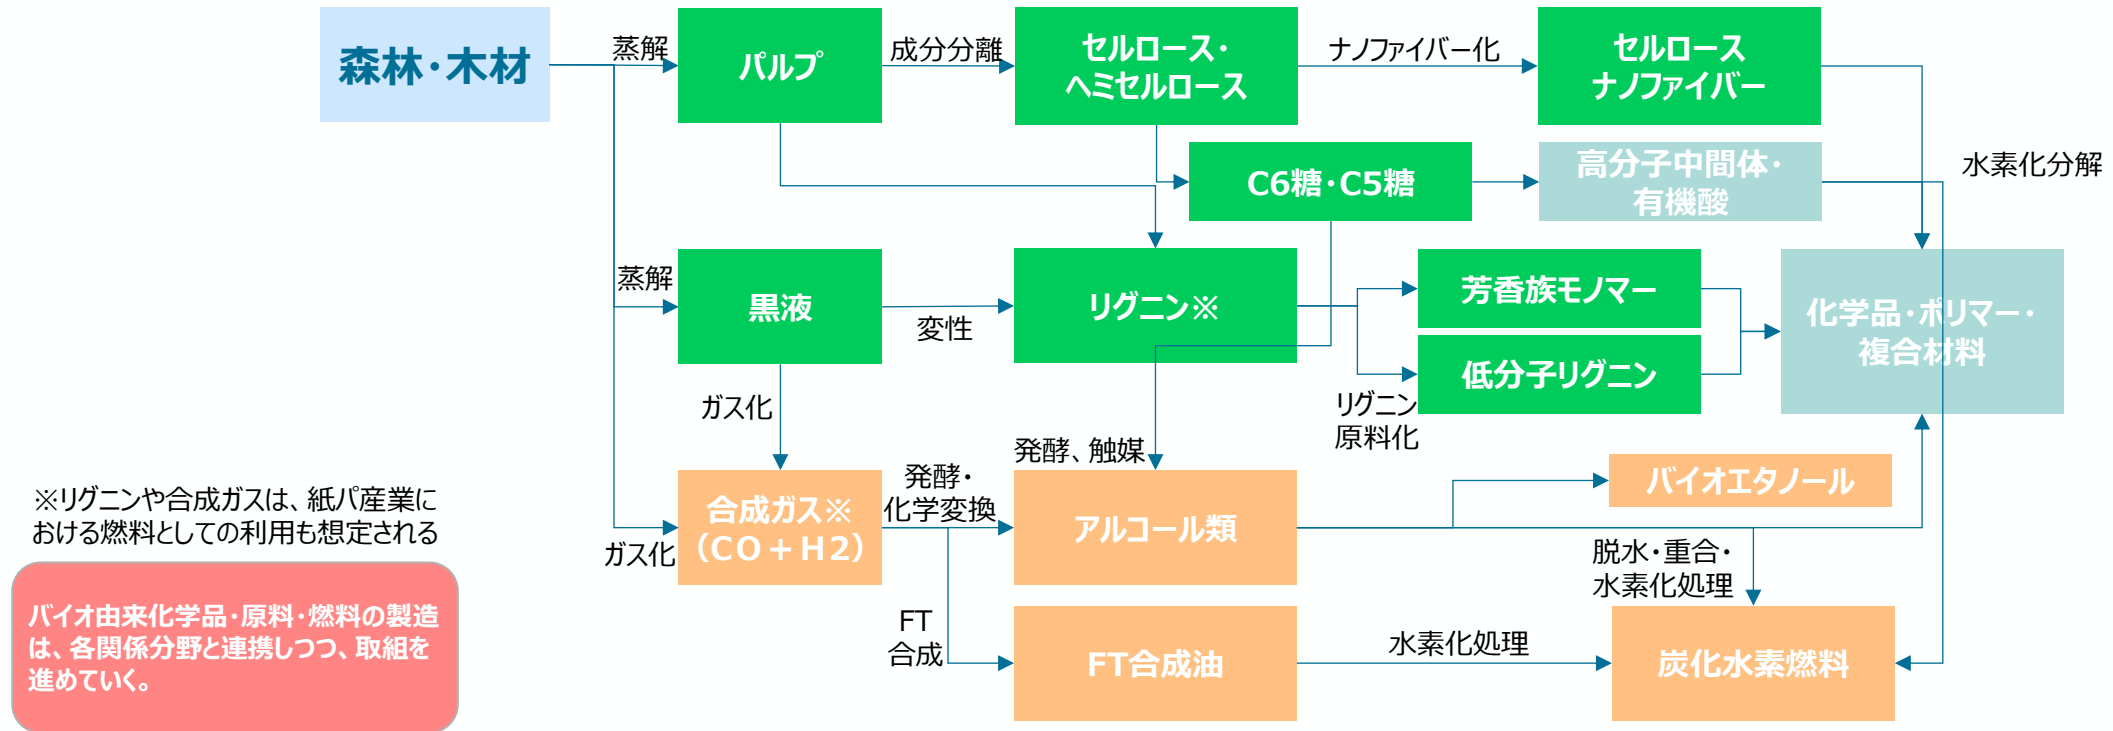 森林・木材
蒸解
パルプ
成分分離
セルロース・
ヘミセルロース
ナノファイバー化
セルロース
ナノファイバー
C6糖・C5糖
高分子中間体・
有機酸
水素化分解
蒸解
黒液
変性
リグニン※
芳香族モノマー
低分子リグニン
リグニン
原料化
化学品・ポリマー・
複合材料
ガス化
発酵、触媒
ガス化
合成ガス※
（CO＋H2）
発酵・
化学変換
アルコール類
バイオエタノール
脱水・重合・
水素化処理
FT
合成
FT合成油
水素化処理
炭化水素燃料
※リグニンや合成ガスは、紙パ産業に
おける燃料としての利用も想定される
バイオ由来化学品・原料・燃料の製造
は、各関係分野と連携しつつ、取組を
進めていく。